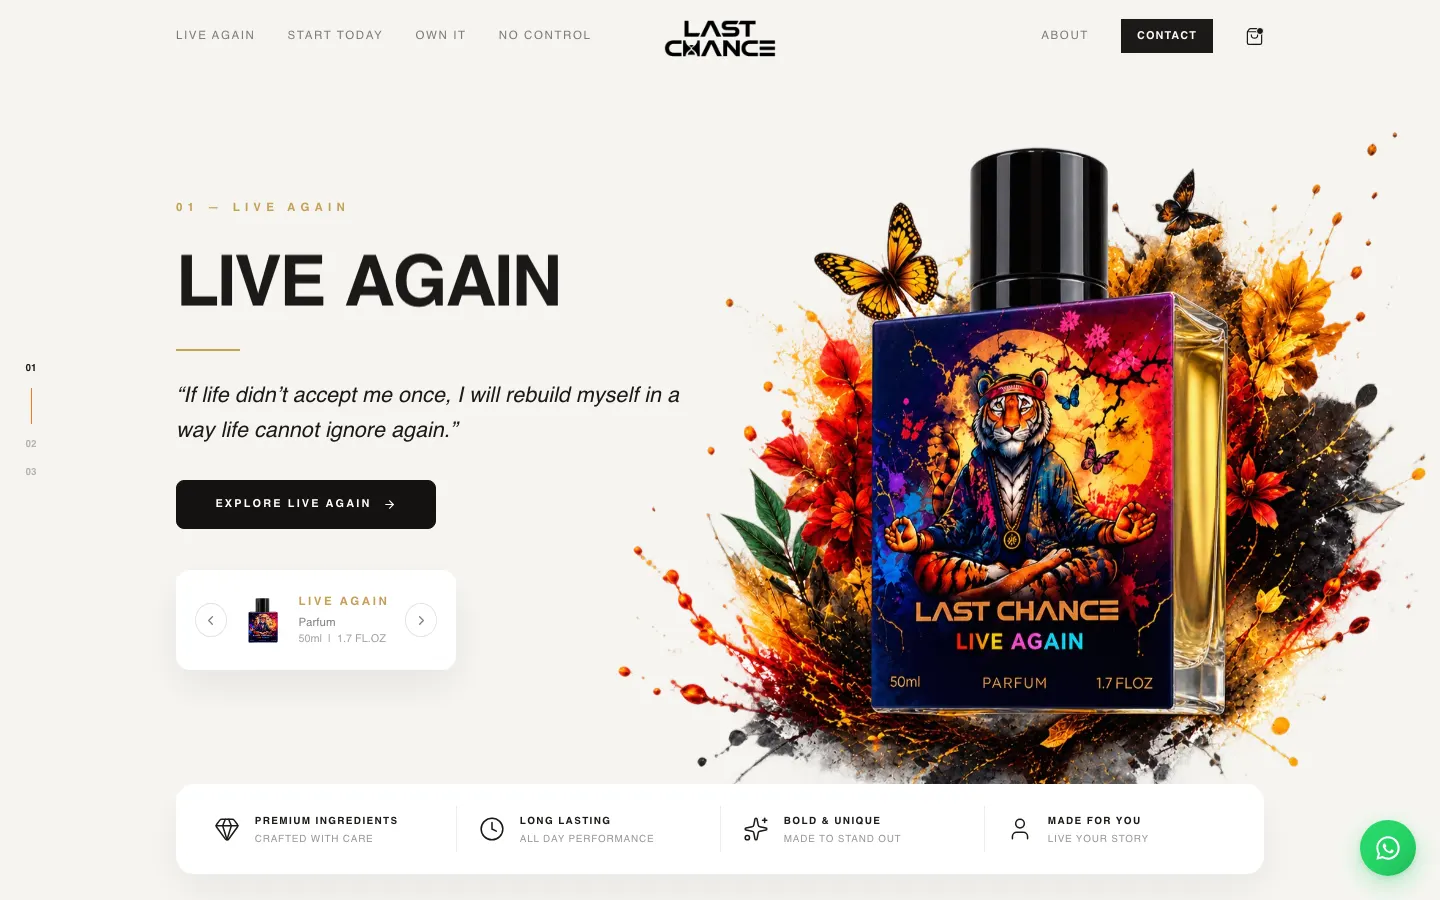 LIVE AGAIN
START TODAY
OWN IT
NO CONTROL
LAST
CHANCE
ABOUT
CONTACT
01 — LIVE AGAIN
LIVE AGAIN
“If life didn’t accept me once, I will rebuild myself in a
way life cannot ignore again.”
01
02
03
EXPLORE LIVE AGAIN
LIVE AGAIN
Parfum
50ml | 1.7 FL.OZ
LAST CHANCE
LIVE AGAIN
50ml PARFUM 1.7 FLOZ
PREMIUM INGREDIENTS
CRAFTED WITH CARE
LONG LASTING
ALL DAY PERFORMANCE
BOLD & UNIQUE
MADE TO STAND OUT
MADE FOR YOU
LIVE YOUR STORY